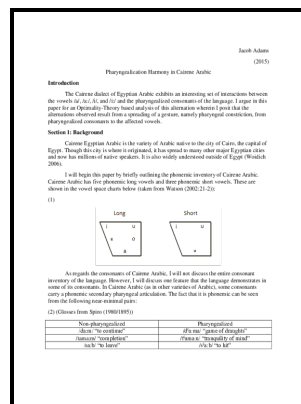 Jacob Adams
(2015)
Pharyngealization Harmony in Cairene Arabic
Introduction
The Cairene dialect of Egyptian Arabic exhibits an interesting set of interactions between
the vowels and the pharyngealized consonants of the language. I argue in this
paper for an Optimality-Theory based analysis of this alternation wherein I posit that the
alternations observed result from a spreading of a gesture, namely pharyngeal constriction, from
pharyngealized consonants to the affected vowels.
Section 1: Background
Cairene Egyptian Arabic is the variety of Arabic native to the city of Cairo, the capital of
Egypt. Though this city is where it originated, it has spread to many other major Egyptian cities
and now has millions of native speakers. It is also widely understood outside of Egypt (Woidich
2006).
I will begin this paper by briefly outlining the phonemic inventory of Cairene Arabic.
Cairene Arabic has five phonemic long vowels and three phonemic short vowels. These are
shown in the vowel space charts below (taken from Watson (2002:21-2)):
(1)
Long Short
i u i u
e o
a a
As regards the consonants of Cairene Arabic, I will not discuss the entire consonant
inventory of the language. However, I will discuss one feature that the language demonstrates in
some of its consonants. In Cairene Arabic (as in other varieties of Arabic), some consonants
carry a phonemic secondary pharyngeal articulation. The fact that it is phonemic can be seen
from the following near-minimal pairs:
(2) (Glosses from Spiro (1980/1895))
Non-pharyngealized Pharyngealized
"to continue" "game of draughts"
"completion" "tranquility of mind"
"to leave" "to hit"